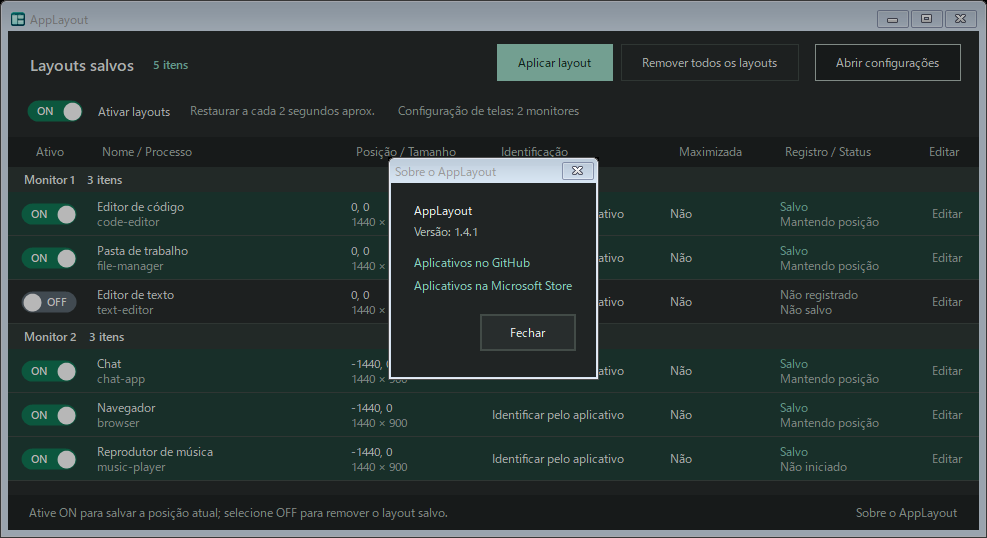 AppLayout
Layouts salvos 5 itens Aplicar layout Remover todos os layouts Abrir configurações
ON Ativar layouts Restaurar a cada 2 segundos aprox. Configuração de telas: 2 monitores
Ativo Nome / Processo Posição / Tamanho Identificação Maximizada Registro / Status Editar
Monitor 1 3 itens
ON Editor de código 0, 0 Não Salvo Editar
code-editor 1440 × Mantendo posição
ON Pasta de trabalho 0, 0 Não Salvo Editar
file-manager 1440 × Mantendo posição
OFF Editor de texto 0, 0 Não Não registrado Editar
text-editor 1440 × Não salvo
Monitor 2 3 itens
ON Chat -1440, Não Salvo Editar
chat-app 1440 × 900 Mantendo posição
ON Navegador -1440, 0 Identificar pelo aplicativo Não Salvo Editar
browser 1440 × 900 Mantendo posição
ON Reprodutor de música -1440, 0 Identificar pelo aplicativo Não Salvo Editar
music-player 1440 × 900 Não iniciado
Ative ON para salvar a posição atual; selecione OFF para remover o layout salvo. Sobre o AppLayout
Sobre o AppLayout
AppLayout
Versão: 1.4.1
Aplicativos no GitHub
Aplicativos na Microsoft Store
Fechar